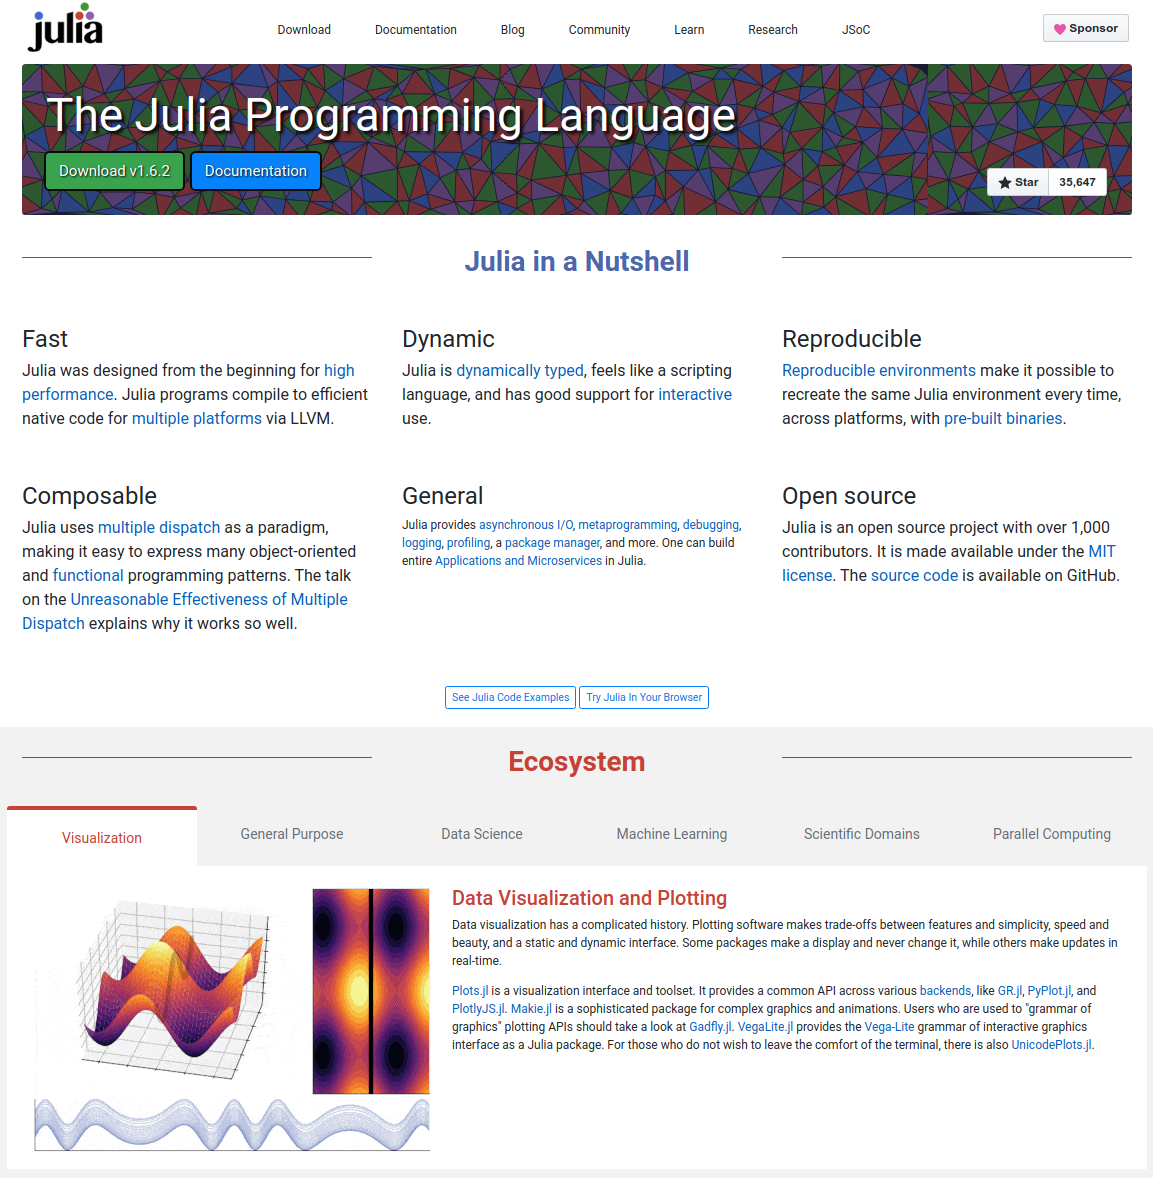 julia
Download Documentation Blog Community Learn Research JSoC
Sponsor
The Julia Programming Language
Download v1.6.2 Documentation
Star 35,647
Julia in a Nutshell
Fast
Julia was designed from the beginning for high
performance. Julia programs compile to efficient
native code for multiple platforms via LLVM.
Dynamic
Julia is dynamically typed, feels like a scripting
language, and has good support for interactive
use.
Reproducible
Reproducible environments make it possible to
recreate the same Julia environment every time,
across platforms, with pre-built binaries.
Composable
Julia uses multiple dispatch as a paradigm,
making it easy to express many object-oriented
and functional programming patterns. The talk
on the Unreasonable Effectiveness of Multiple
Dispatch explains why it works so well.
General
Julia provides asynchronous I/O, metaprogramming, debugging,
logging, profiling, a package manager, and more. One can build
entire Applications and Microservices in Julia.
Open source
Julia is an open source project with over 1,000
contributors. It is made available under the MIT
license. The source code is available on GitHub.
See Julia Code Examples Try Julia In Your Browser
Ecosystem
Visualization General Purpose Data Science Machine Learning Scientific Domains Parallel Computing
Data Visualization and Plotting
Data visualization has a complicated history. Plotting software makes trade-offs between features and simplicity, speed and
beauty, and a static and dynamic interface. Some packages make a display and never change it, while others make updates in
real-time.
Plots.jl is a visualization interface and toolset. It provides a common API across various backends, like GR.jl, PyPlot.jl, and
PlotlyJS.jl. Makie.jl is a sophisticated package for complex graphics and animations. Users who are used to "grammar of
graphics" plotting APIs should take a look at Gadfly.jl. VegaLite.jl provides the Vega-Lite grammar of interactive graphics
interface as a Julia package. For those who do not wish to leave the comfort of the terminal, there is also UnicodePlots.jl.